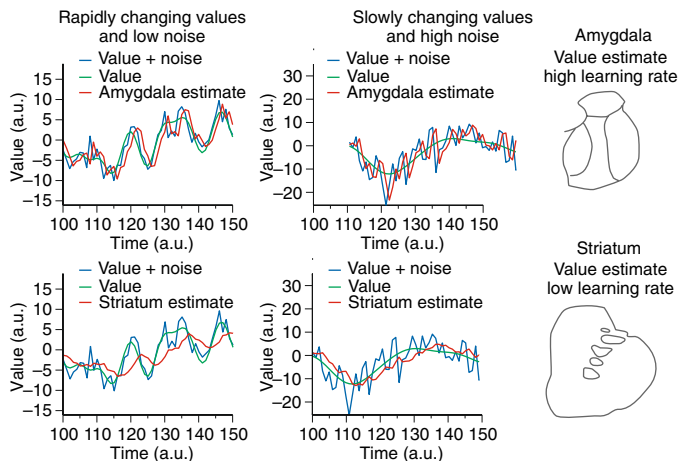 Rapidly changing values
and low noise
Slowly changing values
and high noise
Value + noise
Value
Amygdala estimate
15
10
5
0
–5
–10
–15
Value (a.u.)
100 110 120 130 140 150
Time (a.u.)
Value + noise
Value
Amygdala estimate
30
20
10
0
–10
–20
Value (a.u.)
100 110 120 130 140 150
Time (a.u.)
Amygdala
Value estimate
high learning rate
Value + noise
Value
Striatum estimate
15
10
5
0
–5
–10
–15
Value (a.u.)
100 110 120 130 140 150
Time (a.u.)
Value + noise
Value
Striatum estimate
30
20
10
0
–10
–20
Value (a.u.)
100 110 120 130 140 150
Time (a.u.)
Striatum
Value estimate
low learning rate